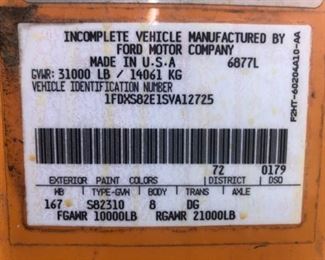 INCOMPLETE VEHICLE MANUFACTURED BY
FORD MOTOR COMPANY
MADE IN U.S.A 6877L
GVWR: 31000 LB / 14061 KG
VEHICLE IDENTIFICATION NUMBER
1FDXS82E1SVA12725
F2HT-60204A10-AA
72 0179
EXTERIOR PAINT COLORS DISTRICT DSO
WB TYPE-GVW BODY TRANS AXLE
167 S82310 8 DG
FGAWR 10000LB RGAWR 21000LB